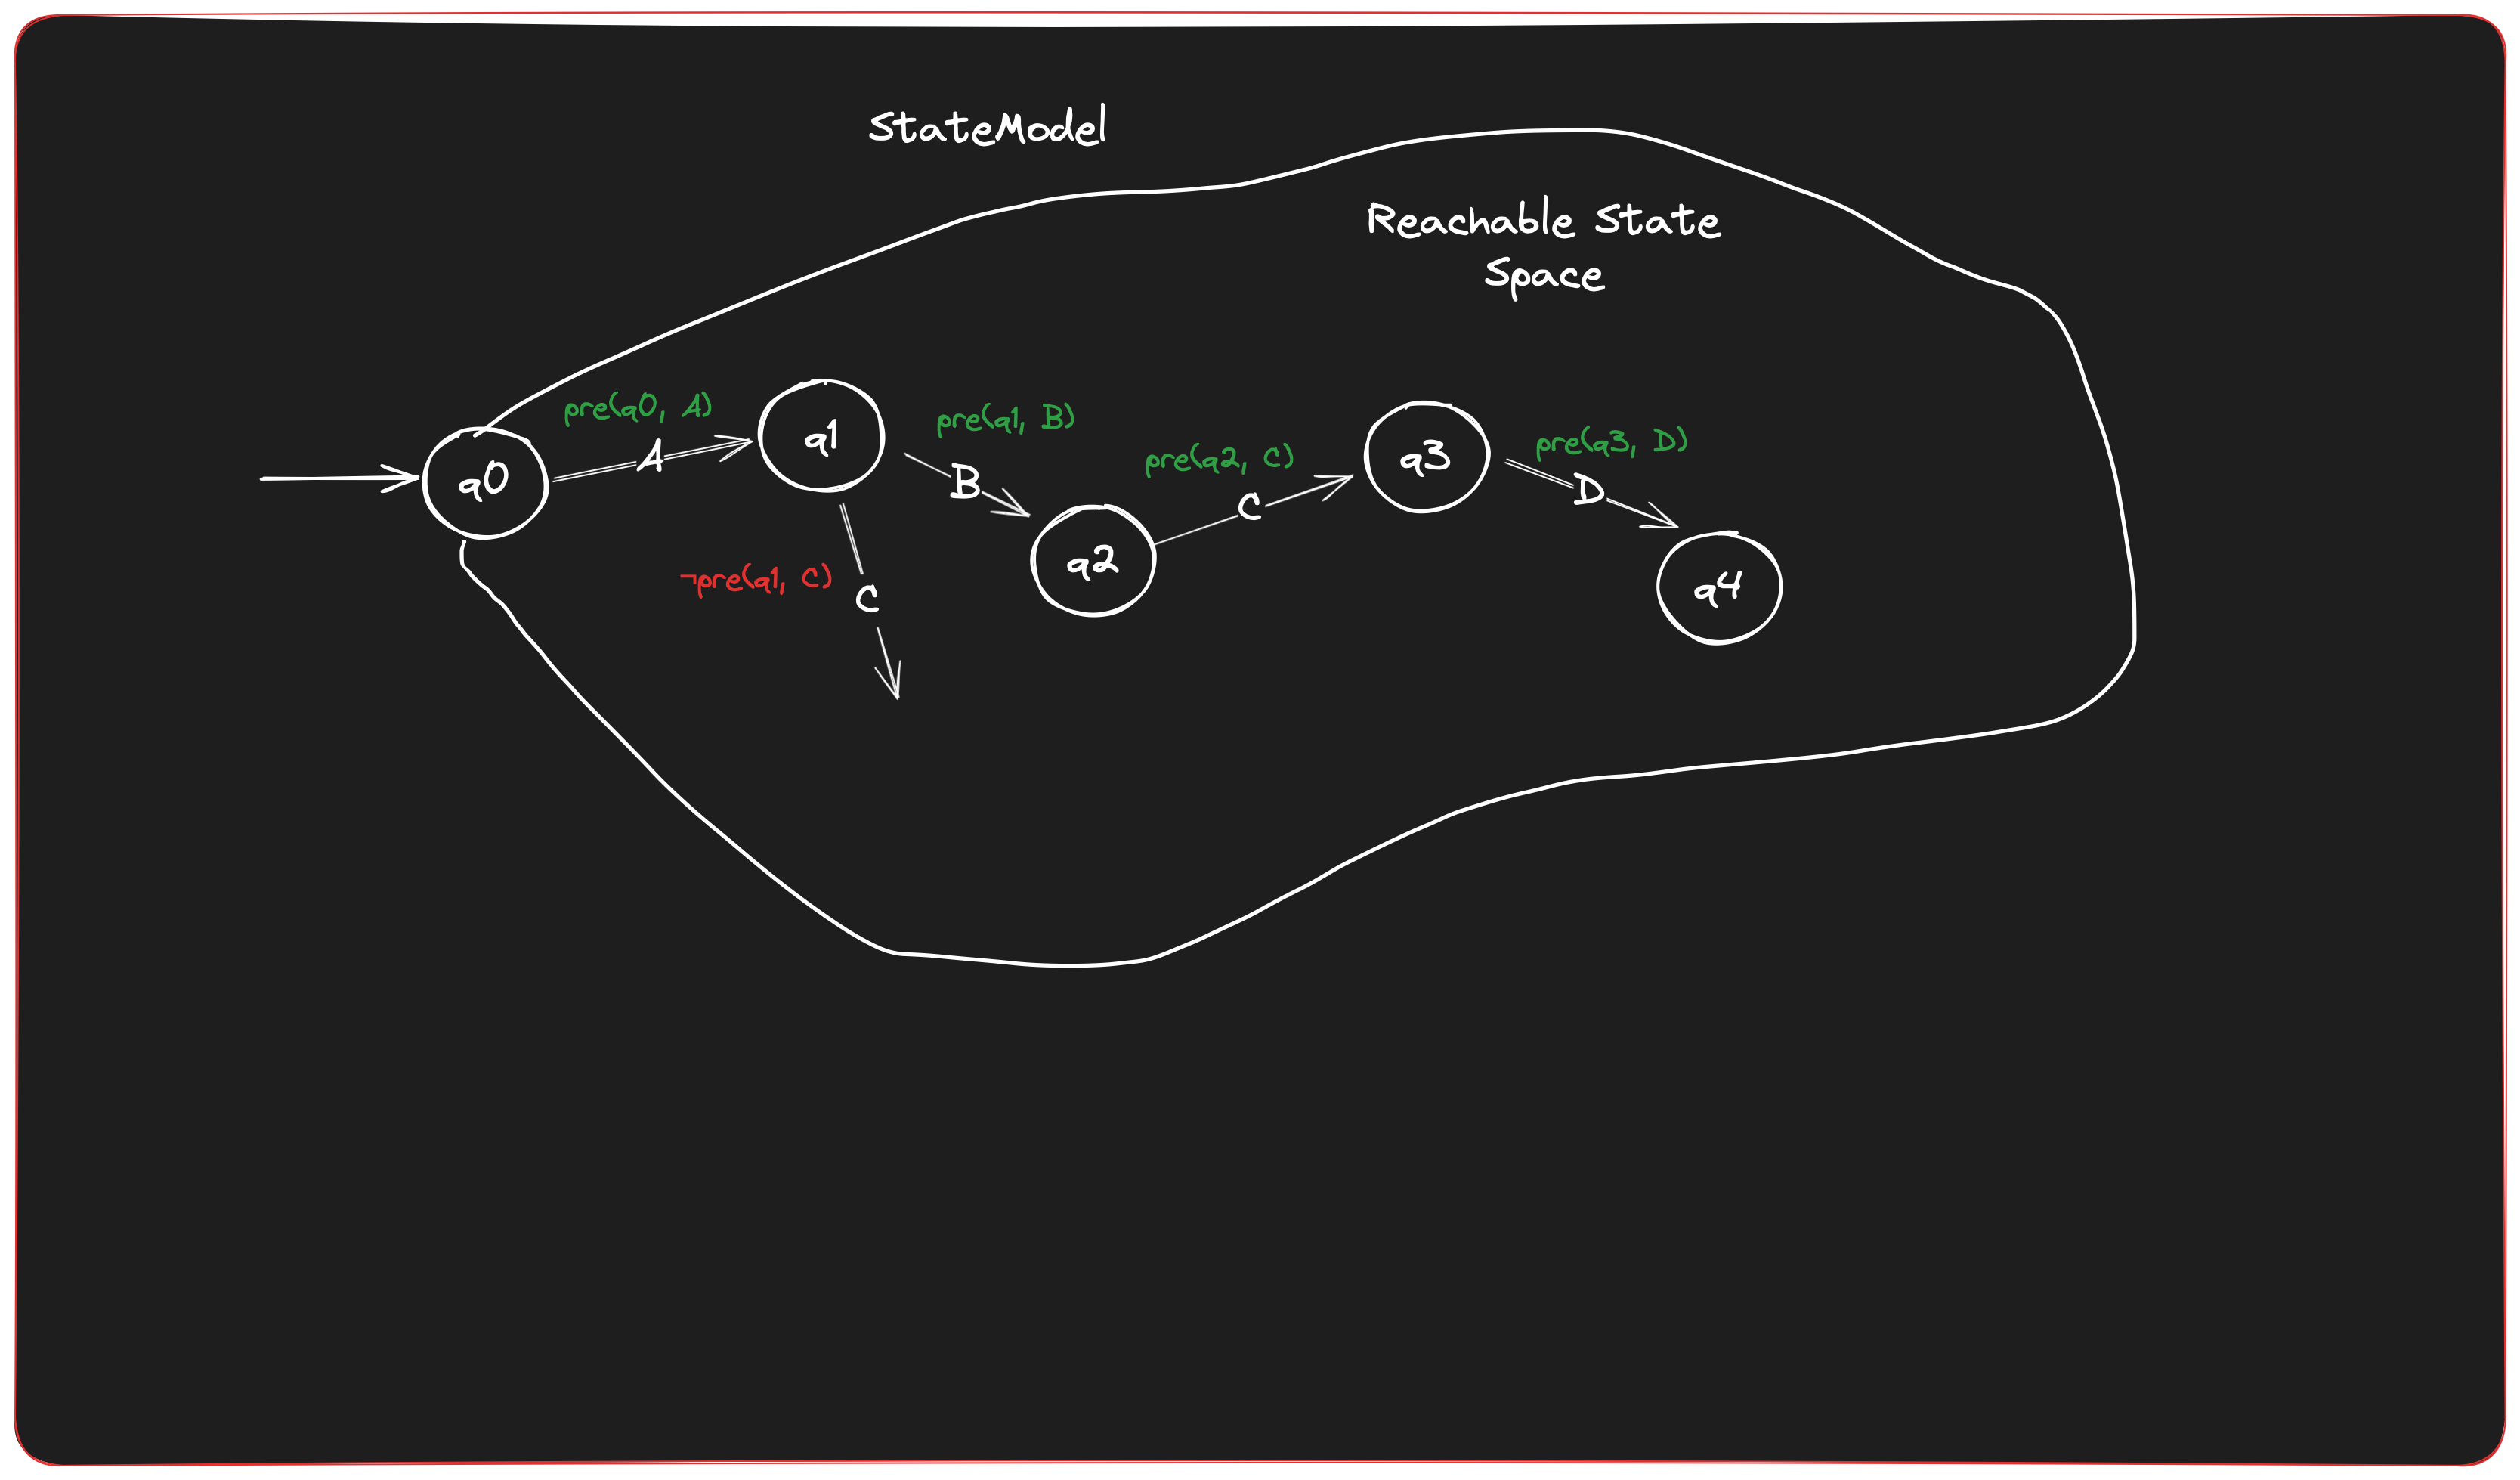 StateModel
Reachable State
Space
pre(q0, A)
A
q0
q1
pre(q1, B)
B
pre(q2, C)
C
q2
q3
pre(q3, D)
D
q4
¬pre(q1, C)
C